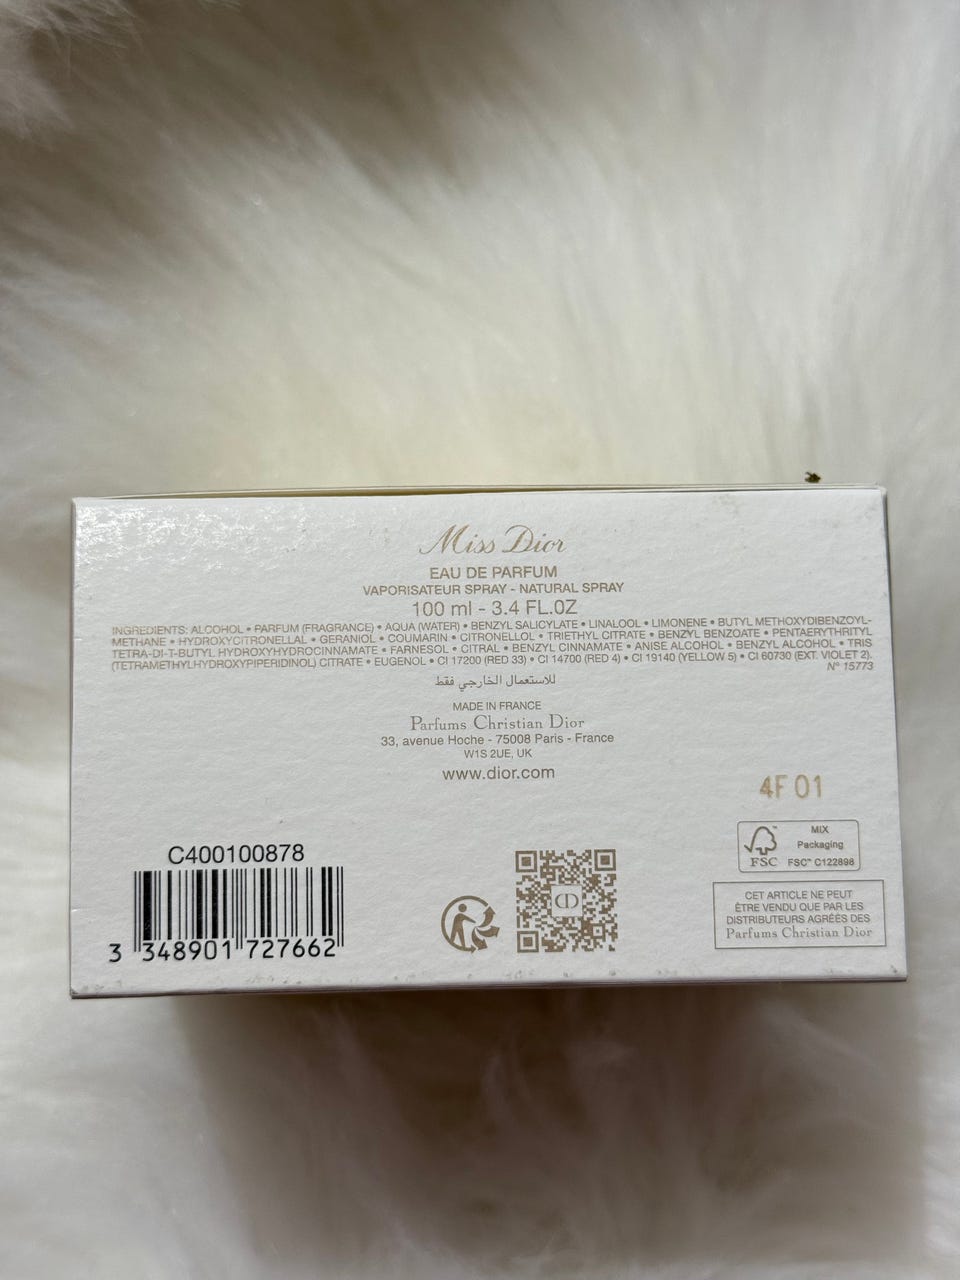 Miss Dior
EAU DE PARFUM
VAPORISATEUR SPRAY - NATURAL SPRAY
100 ml - 3.4 FL.OZ
INGREDIENTS: ALCOHOL • PARFUM (FRAGRANCE) • AQUA (WATER) • BENZYL SALICYLATE • LINALOOL • LIMONENE • BUTYL METHOXYDIBENZOYL-
METHANE • HYDROXYCITRONELLAL • GERANIOL • COUMARIN • CITRONELLOL • TRIETHYL CITRATE • BENZYL BENZOATE • PENTAERYTHRITYL
TETRA-DI-T-BUTYL HYDROXYHYDROCINNAMATE • FARNESOL • CITRAL • BENZYL CINNAMATE • ANISE ALCOHOL • BENZYL ALCOHOL • TRIS
(TETRAMETHYLHYDROXYPIPERIDINOL) CITRATE • EUGENOL • CI 17200 (RED 33) • CI 14700 (RED 4) • CI 19140 (YELLOW 5) • CI 60730 (EXT. VIOLET 2).
N° 15773
للاستعمال الخارجي فقط
MADE IN FRANCE
Parfums Christian Dior
33, avenue Hoche - 75008 Paris - France
W1S 2UE, UK
www.dior.com
4F 01
C400100878
3 348901 727662
CD
FSC
MIX
Packaging
FSC™ C122898
CET ARTICLE NE PEUT
ÊTRE VENDU QUE PAR LES
DISTRIBUTEURS AGRÉÉS DES
Parfums Christian Dior